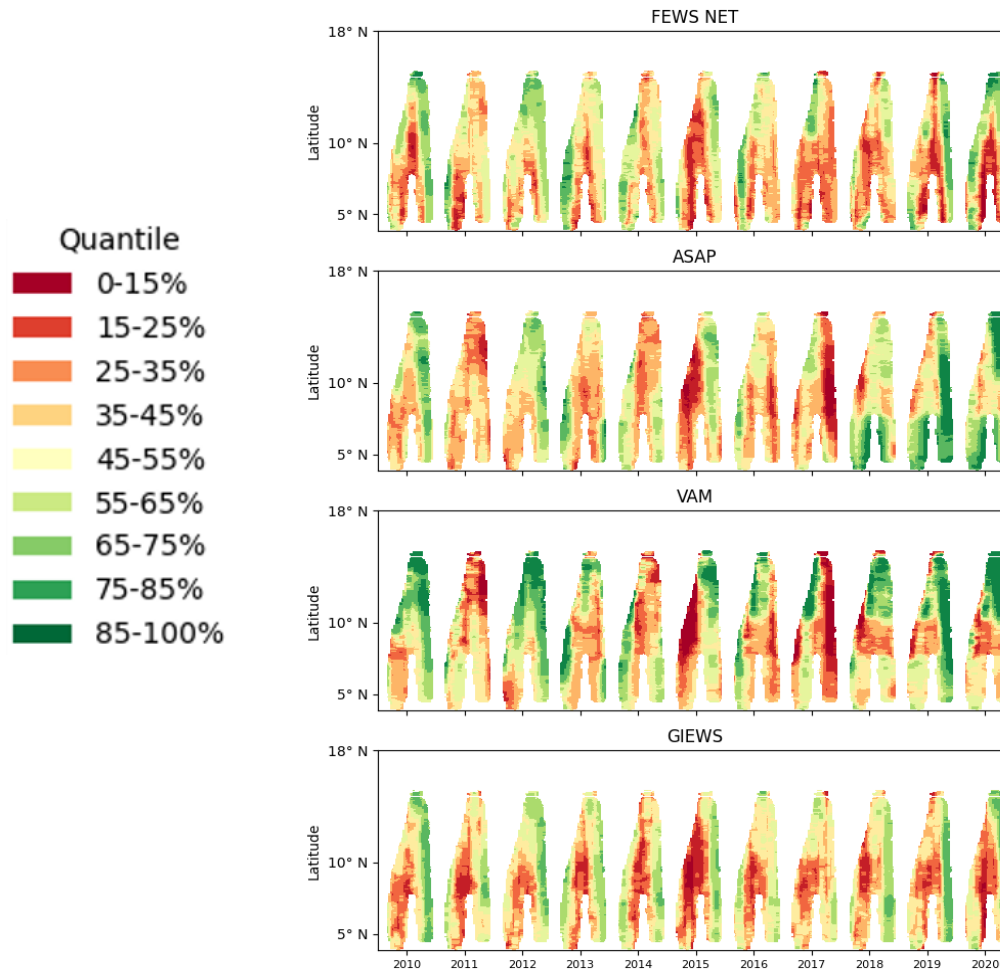 Quantile
0-15%
15-25%
25-35%
35-45%
45-55%
55-65%
65-75%
75-85%
85-100%
FEWS NET
18° N
10° N
5° N
Latitude
ASAP
18° N
10° N
5° N
Latitude
VAM
18° N
10° N
5° N
Latitude
GIEWS
18° N
10° N
5° N
Latitude
2010 2011 2012 2013 2014 2015 2016 2017 2018 2019 2020